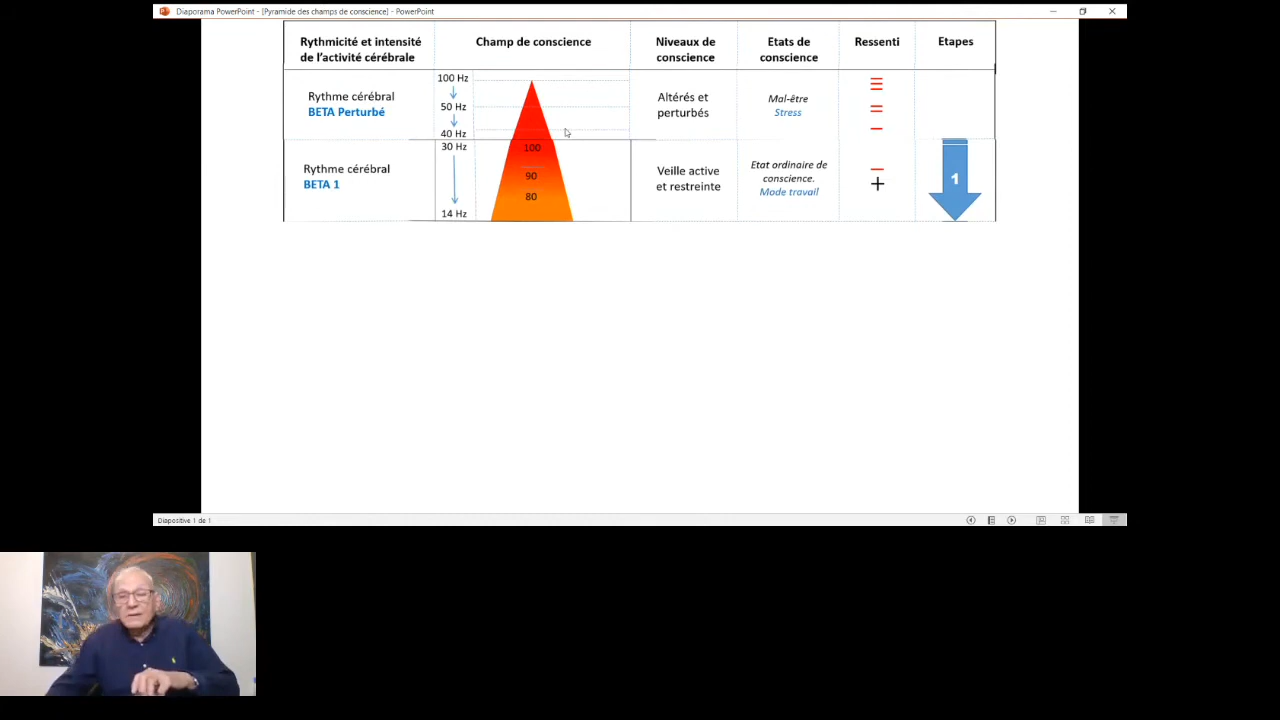 Diaporama PowerPoint - [Pyramide des champs de conscience] - PowerPoint
Rythmicité et intensité
de l'activité cérébrale
Champ de conscience
Niveaux de
conscience
Etats de
conscience
Ressenti
Etapes
Rythme cérébral
BETA Perturbé
100 Hz
50 Hz
40 Hz
Altérés et
perturbés
Mal-être
Stress
Rythme cérébral
BETA 1
30 Hz
14 Hz
100
90
80
Veille active
et restreinte
Etat ordinaire de
conscience.
Mode travail
+
1
Diapositive 1 de 1